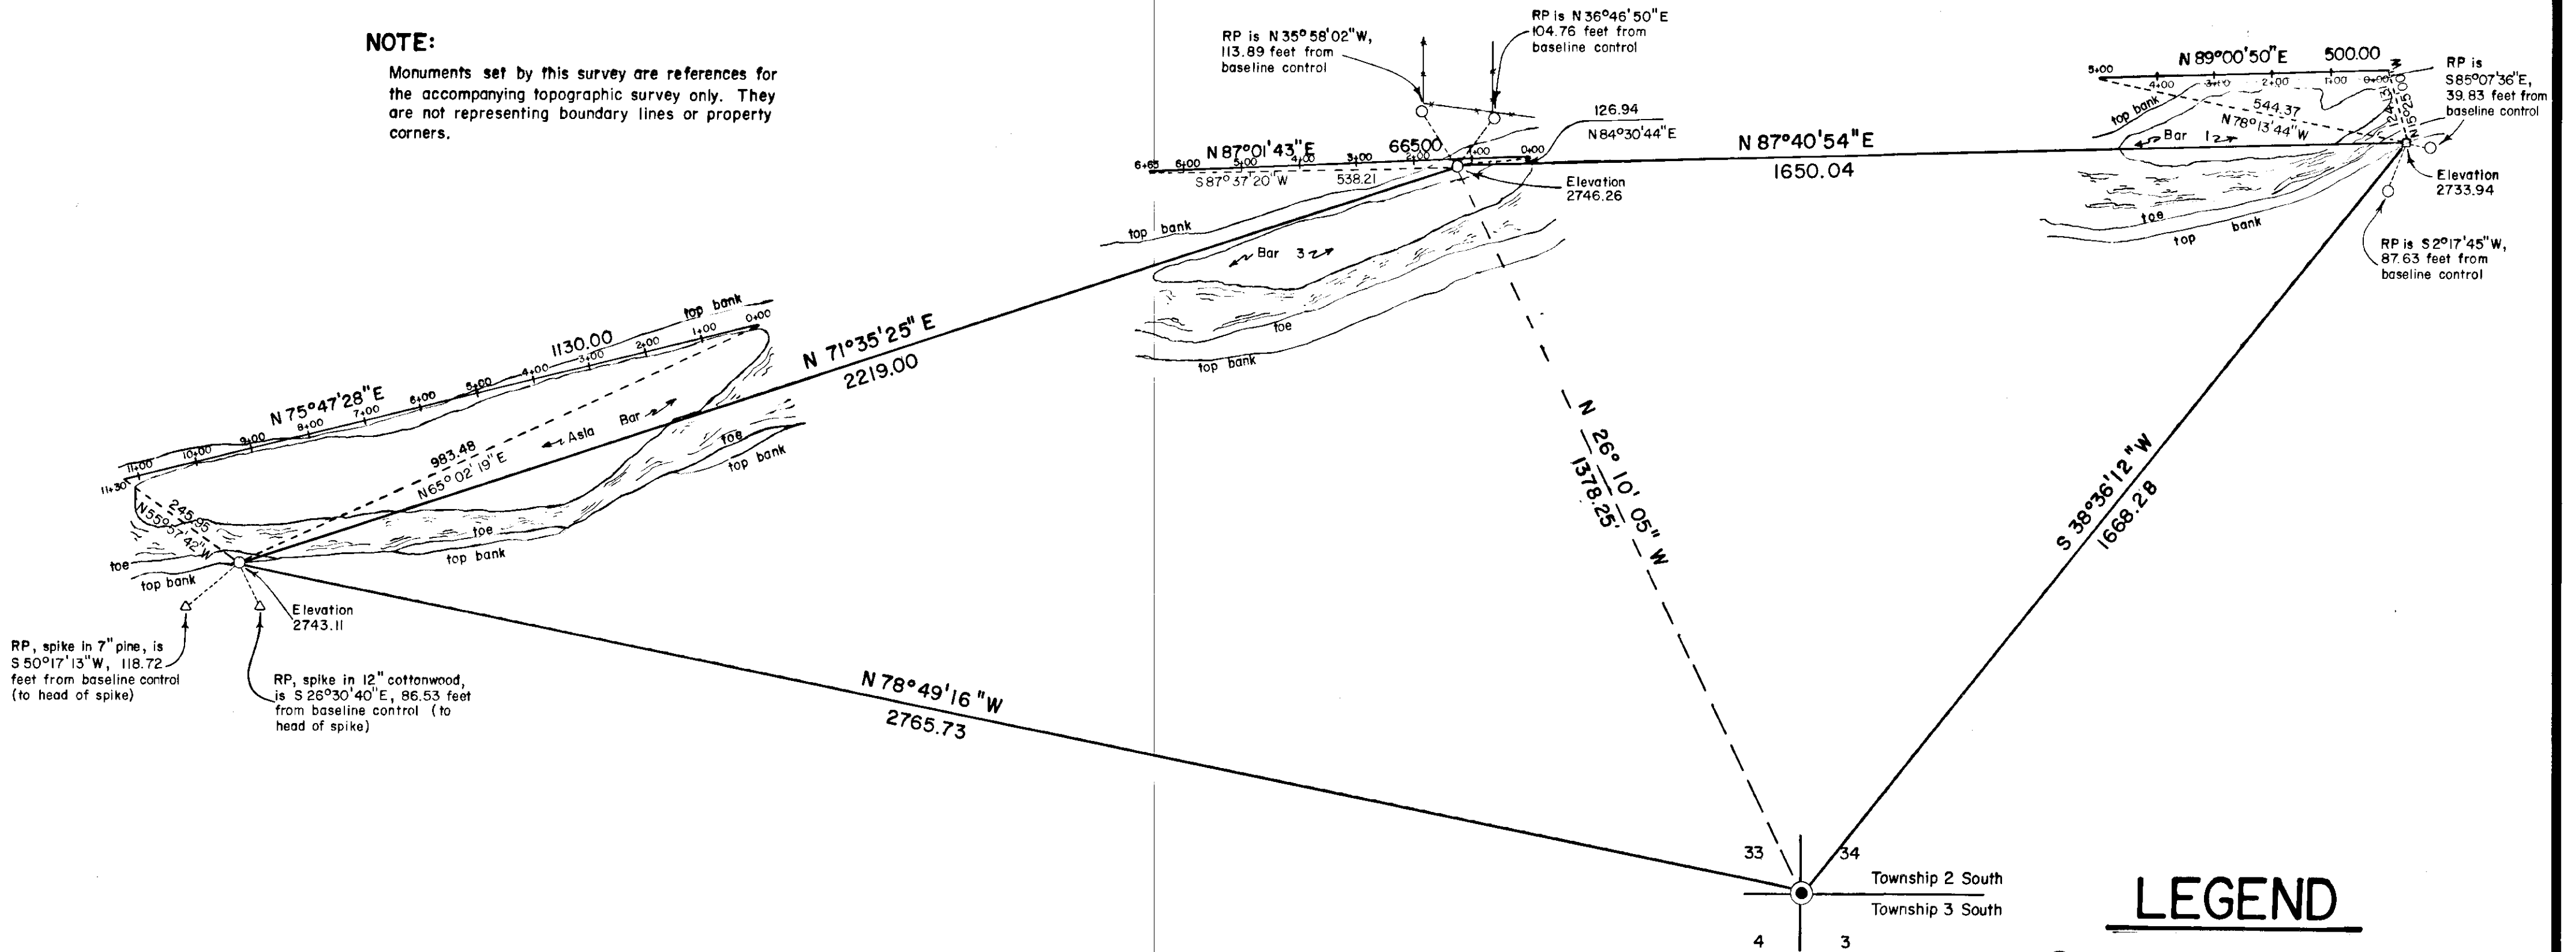 NOTE:
Monuments set by this survey are references for
the accompanying topographic survey only. They
are not representing boundary lines or property
corners.
RP is N 35° 58' 02" W,
113.89 feet from
baseline control
RP is N 36° 46' 50" E
104.76 feet from
baseline control
126.94
N 84° 30' 44" E
N 87° 01' 43" E
665.00
6+65
6+00
5+00
4+00
3+00
2+00
1+00
0+00
S 87° 37' 20" W
538.21
Elevation
2746.26
N 87° 40' 54" E
1650.04
N 89° 00' 50" E
500.00
5+00
4+00
3+00
2+00
1+00
0+00
544.37
N 78° 13' 44" W
top bank
Bar 1
RP is
S 85° 07' 36" E,
39.83 feet from
baseline control
Elevation
2733.94
RP is S 2° 17' 45" W,
87.63 feet from
baseline control
toe
top bank
top bank
Bar 3
toe
top bank
N 71° 35' 25" E
2219.00
top bank
1130.00
N 75° 47' 28" E
0+00
1+00
2+00
3+00
4+00
5+00
6+00
7+00
8+00
9+00
10+00
11+00
11+30
983.48
N 65° 02' 19" E
Asla Bar
toe
top bank
245.95
N 55° 57' 42" W
toe
top bank
toe
top bank
Elevation
2743.11
RP, spike in 7" pine, is
S 50° 17' 13" W, 118.72
feet from baseline control
(to head of spike)
RP, spike in 12" cottonwood,
is S 26° 30' 40" E, 86.53 feet
from baseline control (to
head of spike)
N 78° 49' 16" W
2765.73
N 26° 10' 05" W
1378.25'
S 38° 36' 12" W
1668.28
33
34
Township 2 South
Township 3 South
4
3
LEGEND